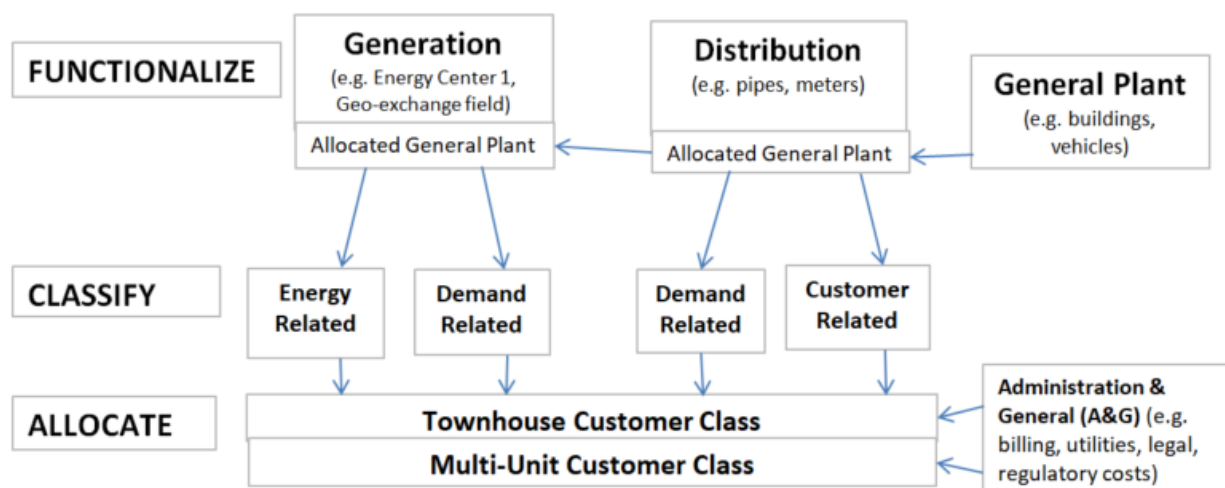 FUNCTIONALIZE
Generation
(e.g. Energy Center 1,
Geo-exchange field)
Allocated General Plant
Distribution
(e.g. pipes, meters)
Allocated General Plant
General Plant
(e.g. buildings,
vehicles)
CLASSIFY
Energy
Related
Demand
Related
Demand
Related
Customer
Related
ALLOCATE
Townhouse Customer Class
Multi-Unit Customer Class
Administration &
General (A&G) (e.g.
billing, utilities, legal,
regulatory costs)